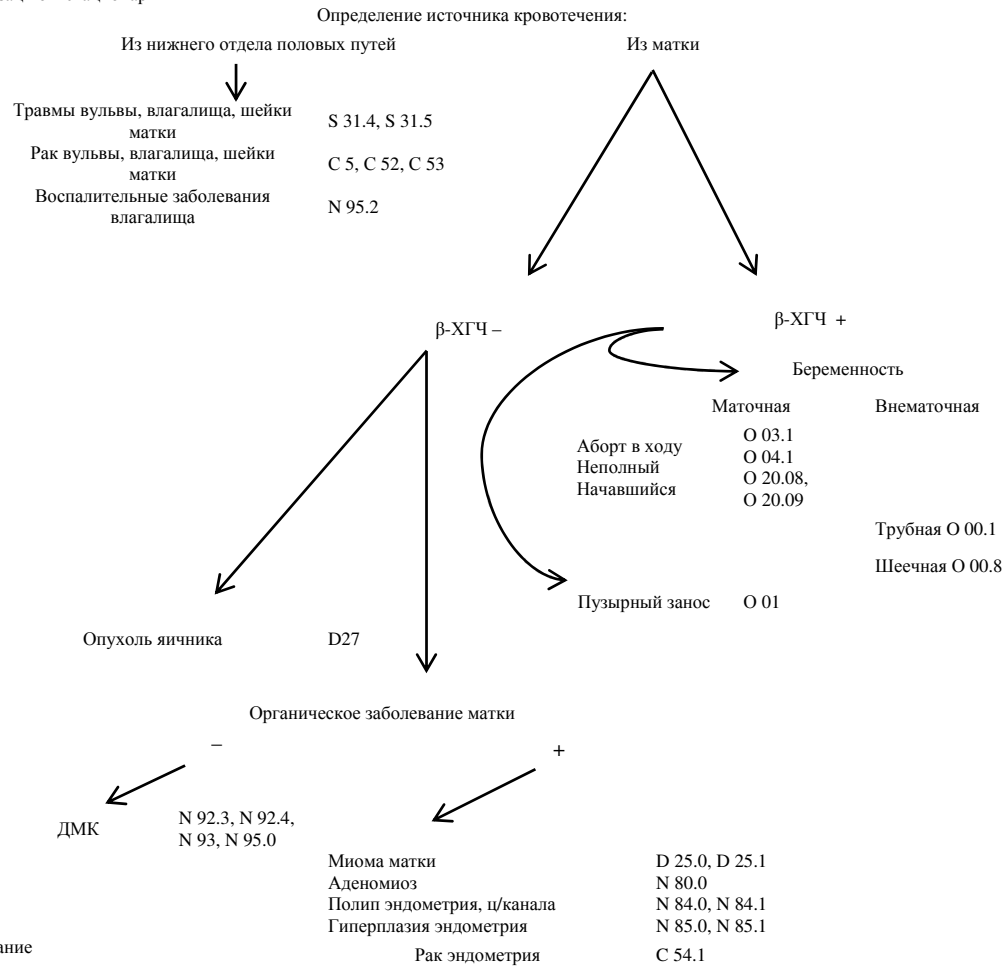 Определение источника кровотечения:
Из нижнего отдела половых путей
Из матки
Травмы вульвы, влагалища, шейки
матки
S 31.4, S 31.5
Рак вульвы, влагалища, шейки
матки
C 5, C 52, C 53
Воспалительные заболевания
влагалища
N 95.2
β-ХГЧ –
β-ХГЧ +
Беременность
Маточная
Внематочная
Аборт в ходу
Неполный
Начавшийся
O 03.1
O 04.1
O 20.08,
O 20.09
Трубная O 00.1
Шеечная O 00.8
Пузырный занос O 01
Опухоль яичника D27
Органическое заболевание матки
–
+
ДМК
N 92.3, N 92.4,
N 93, N 95.0
Миома матки D 25.0, D 25.1
Аденомиоз N 80.0
Полип эндометрия, ц/канала N 84.0, N 84.1
Гиперплазия эндометрия N 85.0, N 85.1
Рак эндометрия C 54.1